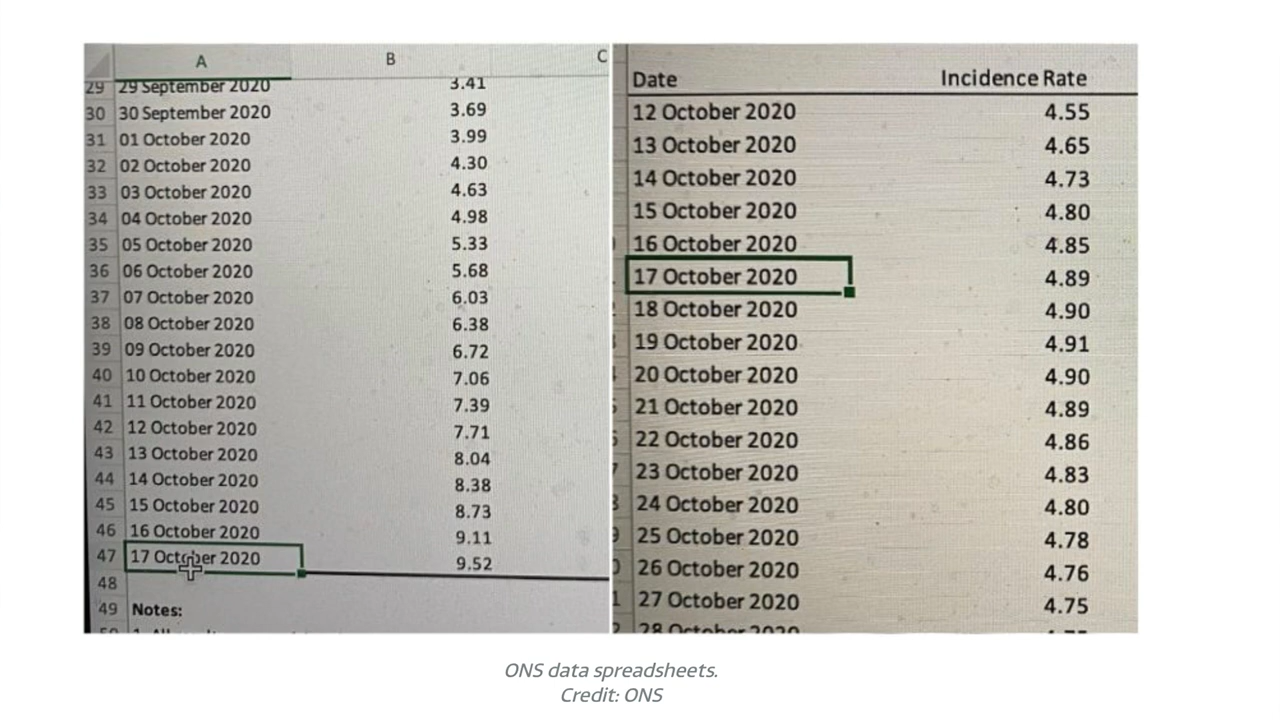 A B C
29 29 September 2020 3.41
30 30 September 2020 3.69
31 01 October 2020 3.99
32 02 October 2020 4.30
33 03 October 2020 4.63
34 04 October 2020 4.98
35 05 October 2020 5.33
36 06 October 2020 5.68
37 07 October 2020 6.03
38 08 October 2020 6.38
39 09 October 2020 6.72
40 10 October 2020 7.06
41 11 October 2020 7.39
42 12 October 2020 7.71
43 13 October 2020 8.04
44 14 October 2020 8.38
45 15 October 2020 8.73
46 16 October 2020 9.11
47 17 October 2020 9.52
48
49 Notes:
Date Incidence Rate
12 October 2020 4.55
13 October 2020 4.65
14 October 2020 4.73
15 October 2020 4.80
16 October 2020 4.85
17 October 2020 4.89
18 October 2020 4.90
19 October 2020 4.91
20 October 2020 4.90
21 October 2020 4.89
22 October 2020 4.86
23 October 2020 4.83
24 October 2020 4.80
25 October 2020 4.78
26 October 2020 4.76
27 October 2020 4.75
28 October 2020
ONS data spreadsheets.
Credit: ONS